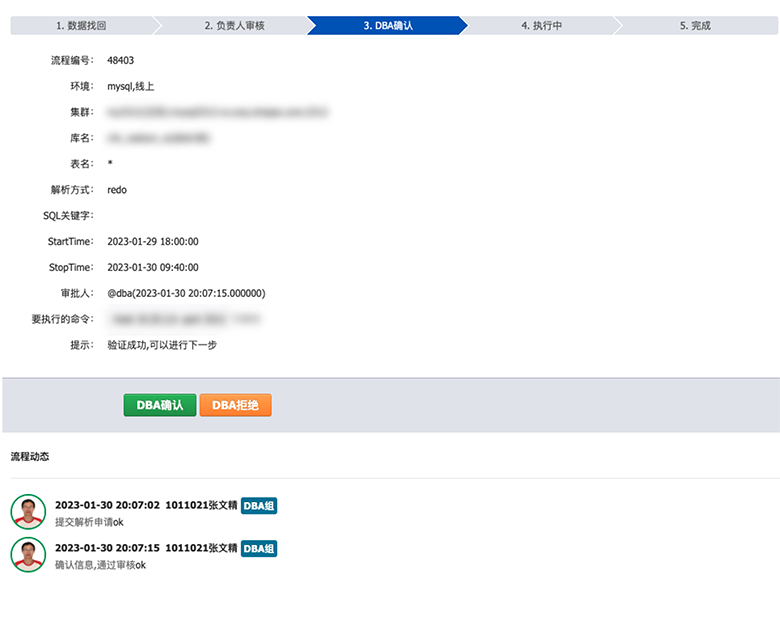 1. 数据找回 2. 负责人审核 3. DBA确认 4. 执行中 5. 完成
流程编号： 48403
环境： mysql,线上
集群：
库名：
表名： *
解析方式： redo
SQL关键字：
StartTime： 2023-01-29 18:00:00
StopTime： 2023-01-30 09:40:00
审批人： @dba(2023-01-30 20:07:15.000000)
要执行的命令：
提示： 验证成功,可以进行下一步
DBA确认 DBA拒绝
流程动态
2023-01-30 20:07:02 1011021张文精 DBA组
提交解析申请ok
2023-01-30 20:07:15 1011021张文精 DBA组
确认信息,通过审核ok